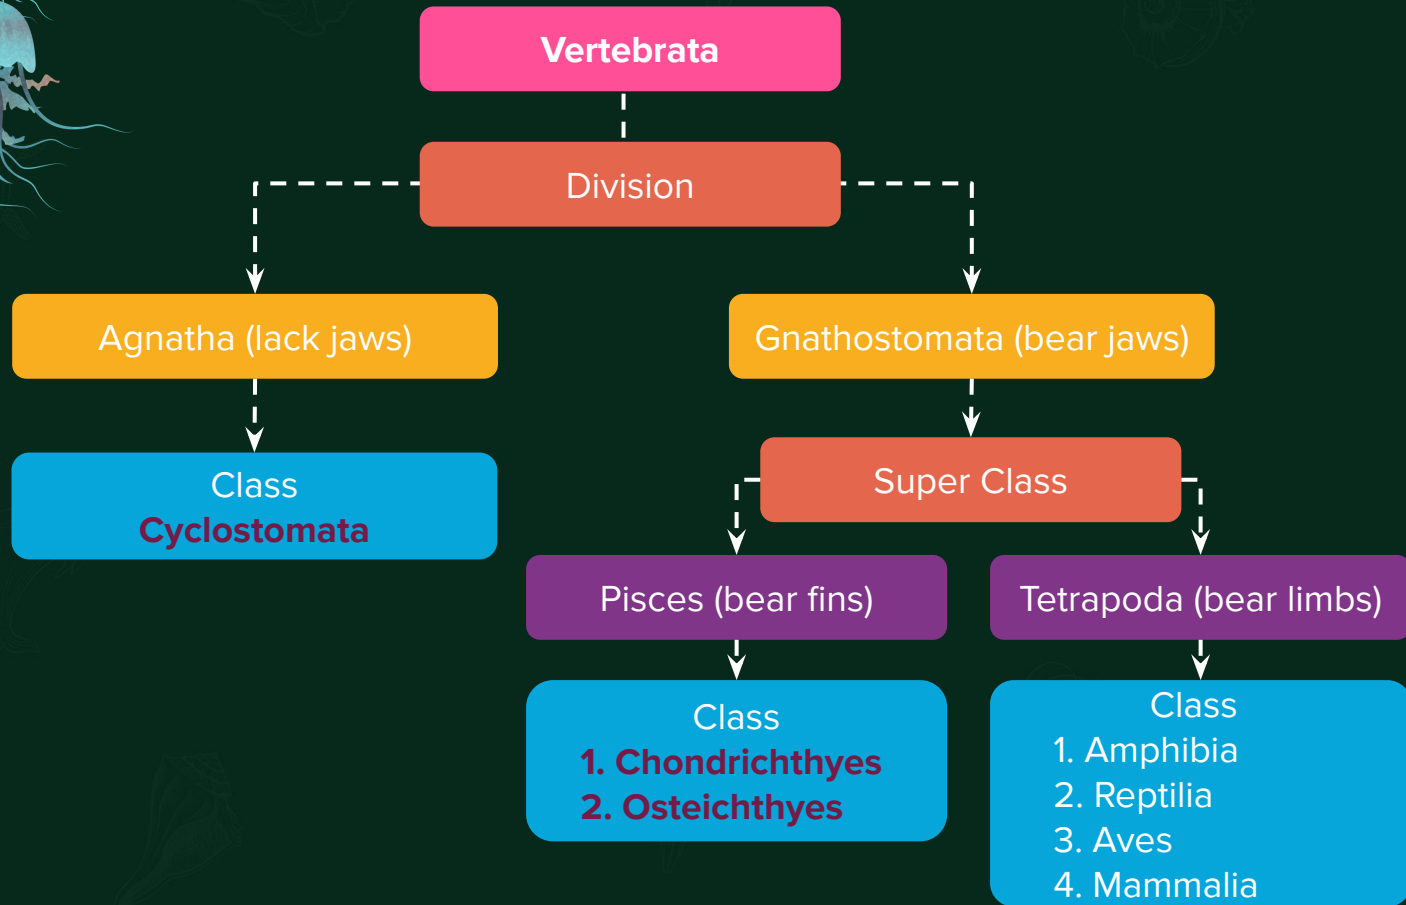 Vertebrata
Division
Agnatha (lack jaws)
Gnathostomata (bear jaws)
Class
Cyclostomata
Super Class
Pisces (bear fins)
Tetrapoda (bear limbs)
Class
1. Chondrichthyes
2. Osteichthyes
Class
1. Amphibia
2. Reptilia
3. Aves
4. Mammalia